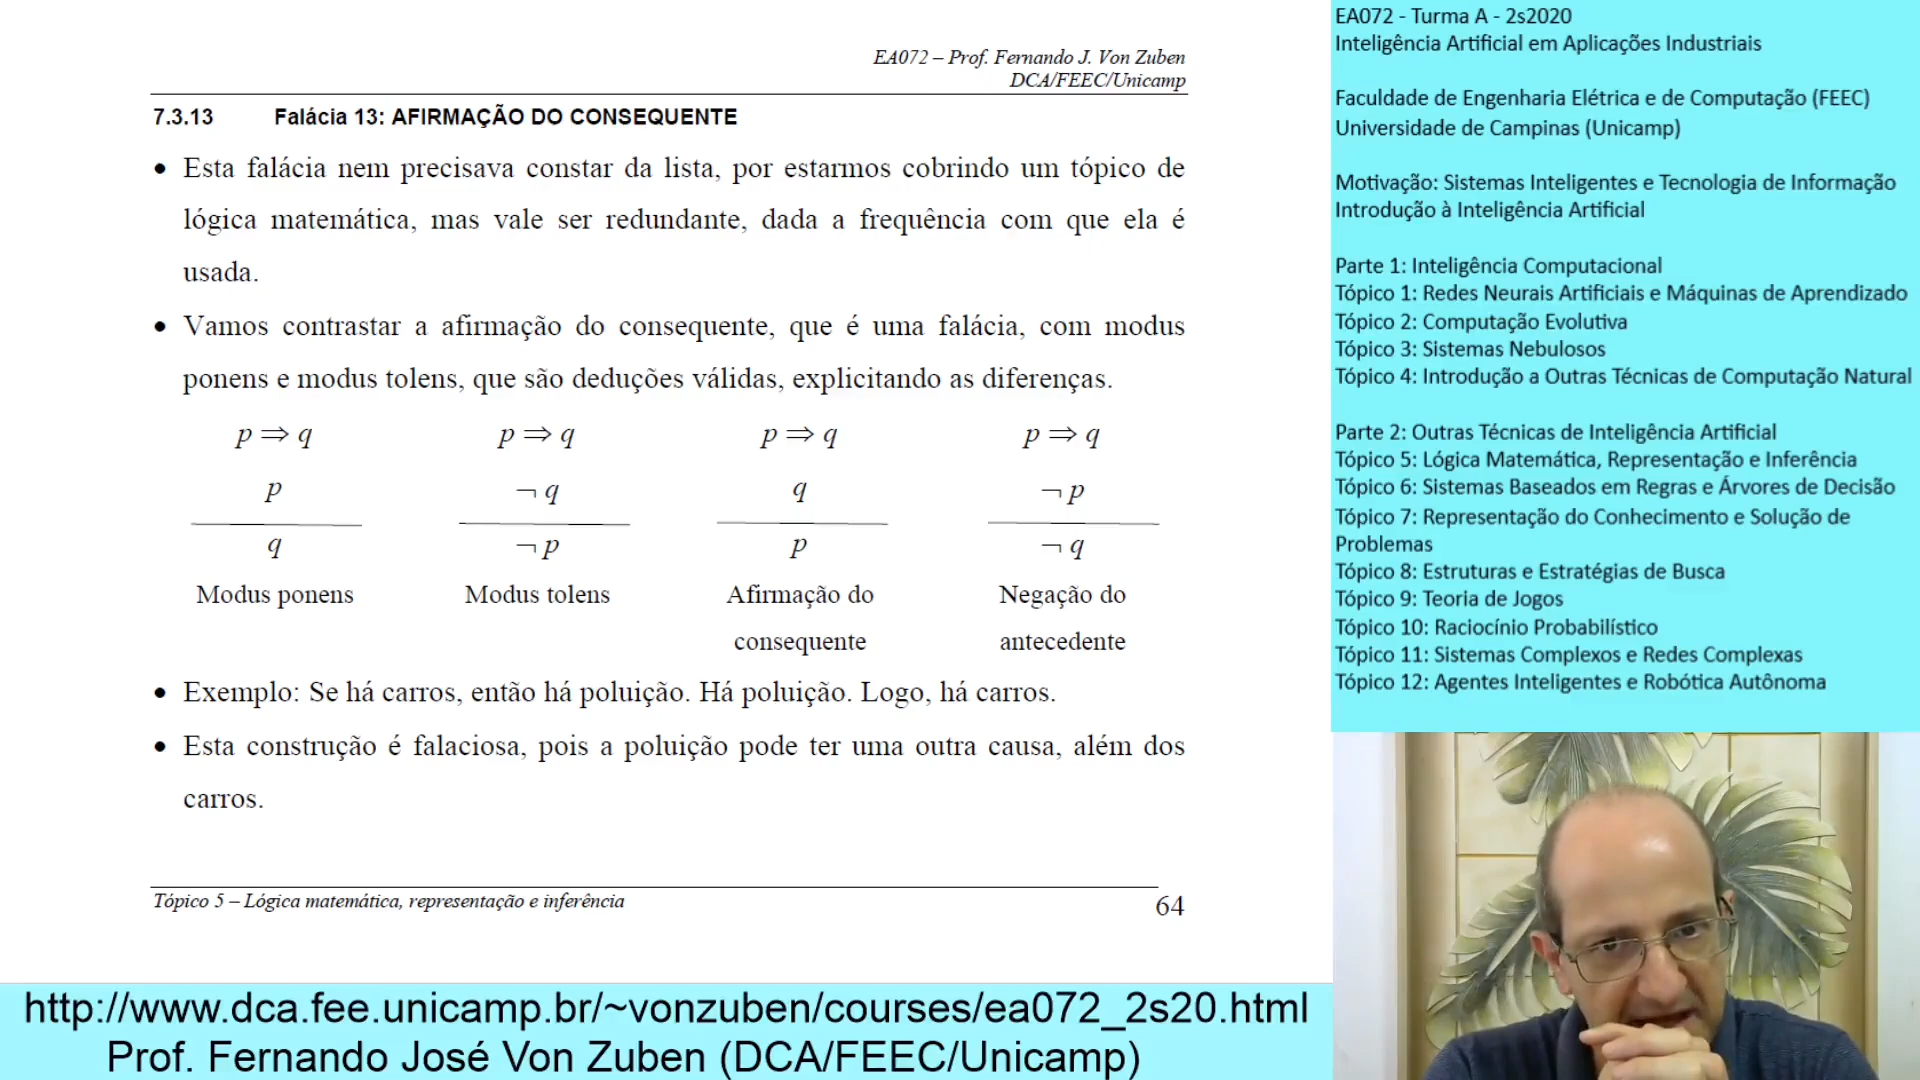 EA072 – Prof. Fernando J. Von Zuben
DCA/FEEC/Unicamp
7.3.13 Falácia 13: AFIRMAÇÃO DO CONSEQUENTE
• Esta falácia nem precisava constar da lista, por estarmos cobrindo um tópico de
lógica matemática, mas vale ser redundante, dada a frequência com que ela é
usada.
• Vamos contrastar a afirmação do consequente, que é uma falácia, com modus
ponens e modus tolens, que são deduções válidas, explicitando as diferenças.
p ⇒ q p ⇒ q p ⇒ q p ⇒ q
p ¬ q q ¬ p
q ¬ p p ¬ q
Modus ponens Modus tolens Afirmação do Negação do
consequente antecedente
• Exemplo: Se há carros, então há poluição. Há poluição. Logo, há carros.
• Esta construção é falaciosa, pois a poluição pode ter uma outra causa, além dos
carros.
Tópico 5 – Lógica matemática, representação e inferência 64
EA072 - Turma A - 2s2020
Inteligência Artificial em Aplicações Industriais
Faculdade de Engenharia Elétrica e de Computação (FEEC)
Universidade de Campinas (Unicamp)
Motivação: Sistemas Inteligentes e Tecnologia de Informação
Introdução à Inteligência Artificial
Parte 1: Inteligência Computacional
Tópico 1: Redes Neurais Artificiais e Máquinas de Aprendizado
Tópico 2: Computação Evolutiva
Tópico 3: Sistemas Nebulosos
Tópico 4: Introdução a Outras Técnicas de Computação Natural
Parte 2: Outras Técnicas de Inteligência Artificial
Tópico 5: Lógica Matemática, Representação e Inferência
Tópico 6: Sistemas Baseados em Regras e Árvores de Decisão
Tópico 7: Representação do Conhecimento e Solução de
Problemas
Tópico 8: Estruturas e Estratégias de Busca
Tópico 9: Teoria de Jogos
Tópico 10: Raciocínio Probabilístico
Tópico 11: Sistemas Complexos e Redes Complexas
Tópico 12: Agentes Inteligentes e Robótica Autônoma
http://www.dca.fee.unicamp.br/~vonzuben/courses/ea072_2s20.html
Prof. Fernando José Von Zuben (DCA/FEEC/Unicamp)